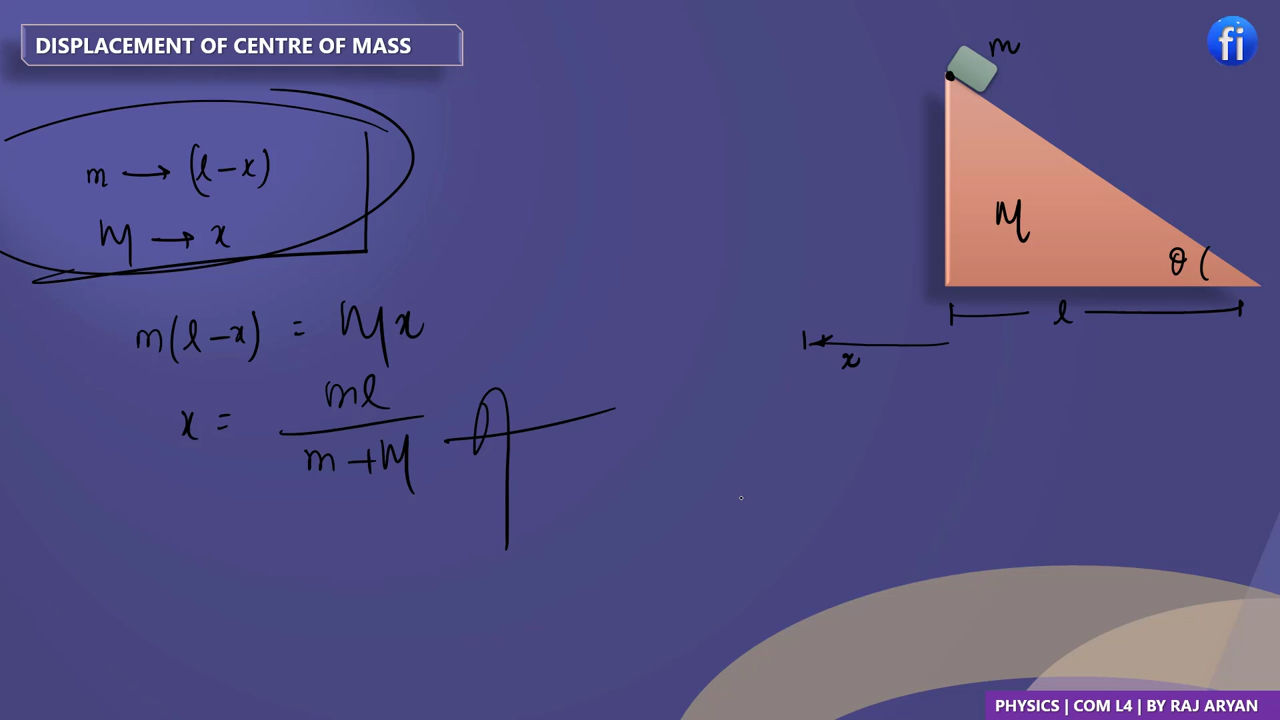 DISPLACEMENT OF CENTRE OF MASS
fi
m
m → (l-x)
M → x
M
θ
l
x
m(l-x) = Mx
x = ml / m+M
PHYSICS | COM L4 | BY RAJ ARYAN